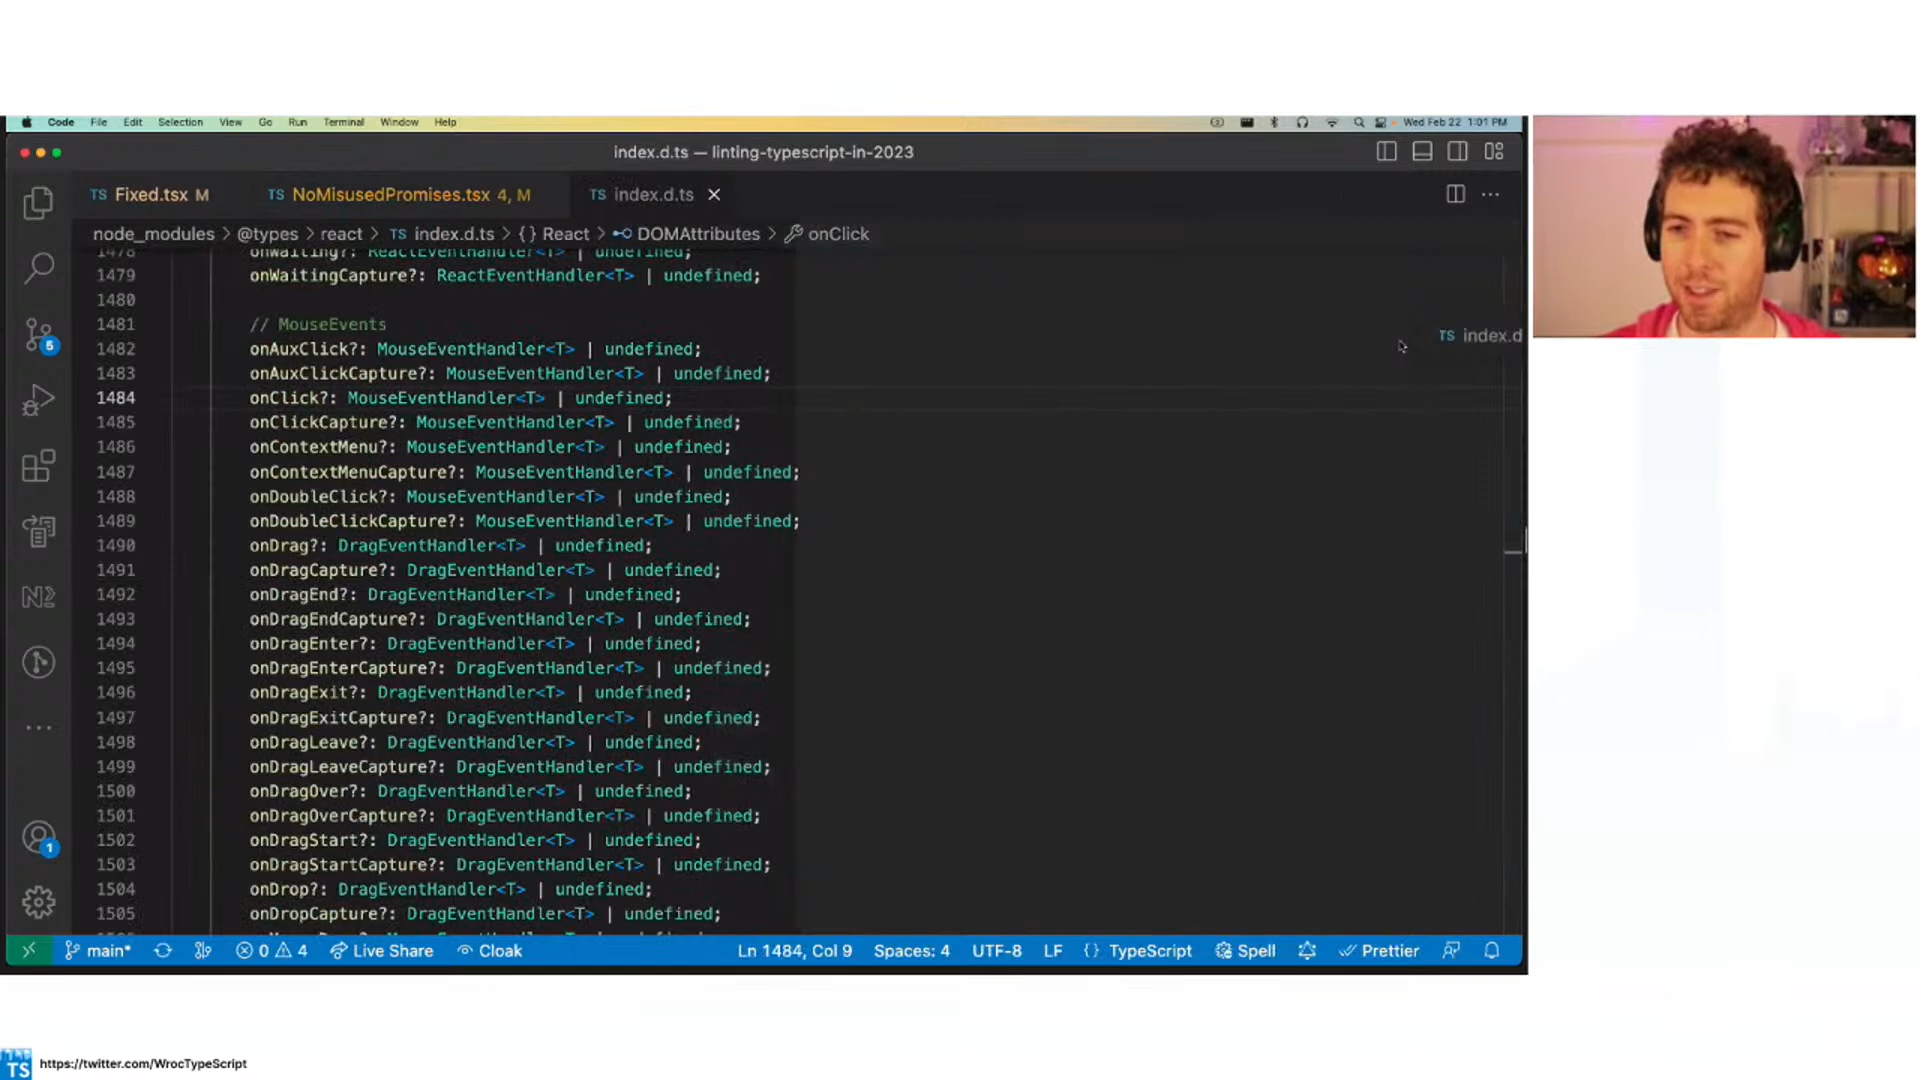 Code File Edit Selection View Go Run Terminal Window Help Wed Feb 22 1:01 PM
index.d.ts — linting-typescript-in-2023
TS Fixed.tsx M TS NoMisusedPromises.tsx 4, M TS index.d.ts
node_modules > @types > react > TS index.d.ts > {} React > DOMAttributes > onClick
1478 onWaiting?: ReactEventHandler<T> | undefined;
1479 onWaitingCapture?: ReactEventHandler<T> | undefined;
1480
1481 // MouseEvents
1482 onAuxClick?: MouseEventHandler<T> | undefined;
1483 onAuxClickCapture?: MouseEventHandler<T> | undefined;
1484 onClick?: MouseEventHandler<T> | undefined;
1485 onClickCapture?: MouseEventHandler<T> | undefined;
1486 onContextMenu?: MouseEventHandler<T> | undefined;
1487 onContextMenuCapture?: MouseEventHandler<T> | undefined;
1488 onDoubleClick?: MouseEventHandler<T> | undefined;
1489 onDoubleClickCapture?: MouseEventHandler<T> | undefined;
1490 onDrag?: DragEventHandler<T> | undefined;
1491 onDragCapture?: DragEventHandler<T> | undefined;
1492 onDragEnd?: DragEventHandler<T> | undefined;
1493 onDragEndCapture?: DragEventHandler<T> | undefined;
1494 onDragEnter?: DragEventHandler<T> | undefined;
1495 onDragEnterCapture?: DragEventHandler<T> | undefined;
1496 onDragExit?: DragEventHandler<T> | undefined;
1497 onDragExitCapture?: DragEventHandler<T> | undefined;
1498 onDragLeave?: DragEventHandler<T> | undefined;
1499 onDragLeaveCapture?: DragEventHandler<T> | undefined;
1500 onDragOver?: DragEventHandler<T> | undefined;
1501 onDragOverCapture?: DragEventHandler<T> | undefined;
1502 onDragStart?: DragEventHandler<T> | undefined;
1503 onDragStartCapture?: DragEventHandler<T> | undefined;
1504 onDrop?: DragEventHandler<T> | undefined;
1505 onDropCapture?: DragEventHandler<T> | undefined;
TS index.d
5
1
main* 0 4 Live Share Cloak Ln 1484, Col 9 Spaces: 4 UTF-8 LF {} TypeScript Spell Prettier
TS https://twitter.com/WrocTypeScript